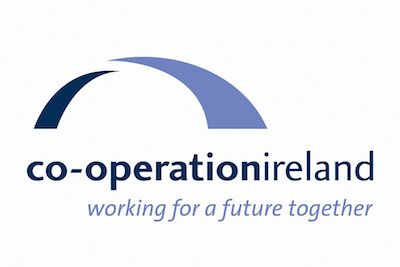 co-operationireland
working for a future together